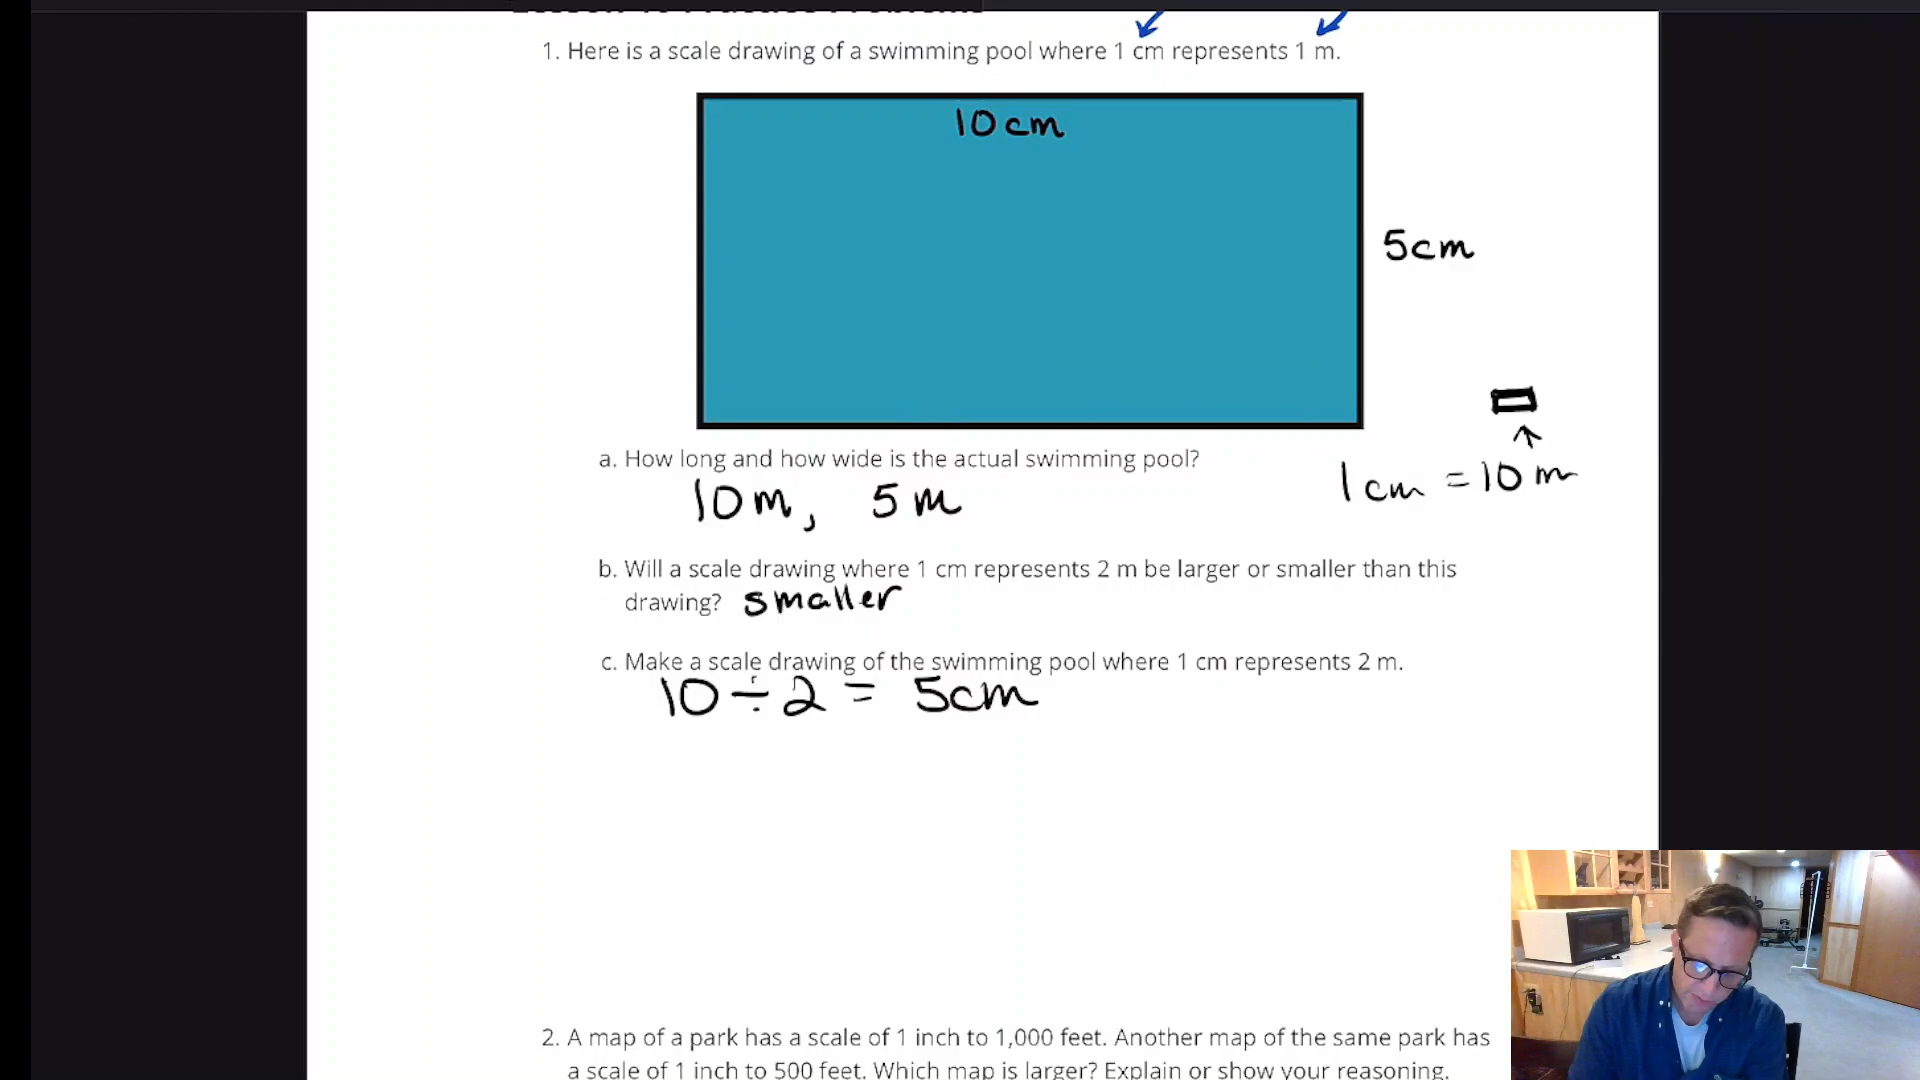 1. Here is a scale drawing of a swimming pool where 1 cm represents 1 m.
10cm
5cm
a. How long and how wide is the actual swimming pool?
10m, 5m
1cm = 10m
b. Will a scale drawing where 1 cm represents 2 m be larger or smaller than this
drawing? smaller
c. Make a scale drawing of the swimming pool where 1 cm represents 2 m.
10 ÷ 2 = 5cm
2. A map of a park has a scale of 1 inch to 1,000 feet. Another map of the same park has
a scale of 1 inch to 500 feet. Which map is larger? Explain or show your reasoning.